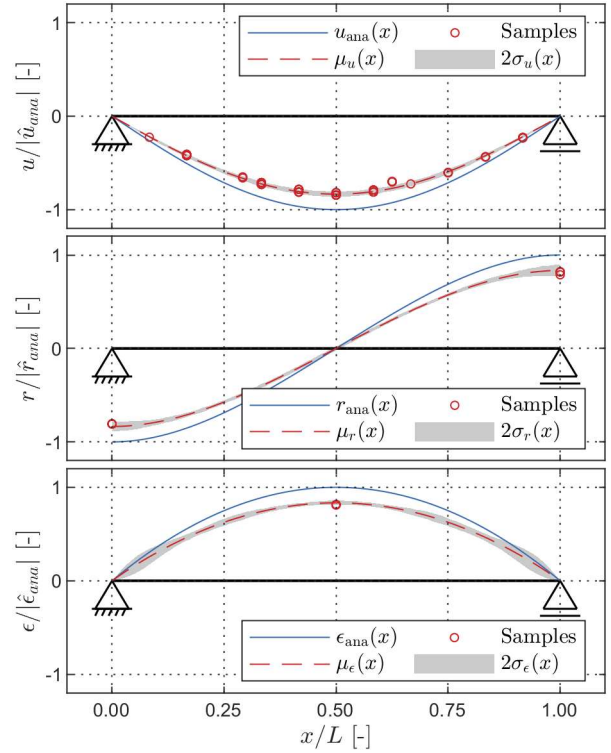 1
u_ana(x) Samples
μ_u(x) 2σ_u(x)
u/|û_ana| [-]
0
-1
1
r/|r̂_ana| [-]
0
r_ana(x) Samples
μ_r(x) 2σ_r(x)
-1
1
ϵ/|ϵ̂_ana| [-]
0
ϵ_ana(x) Samples
μ_ϵ(x) 2σ_ϵ(x)
-1
0.00 0.25 0.50 0.75 1.00
x/L [-]